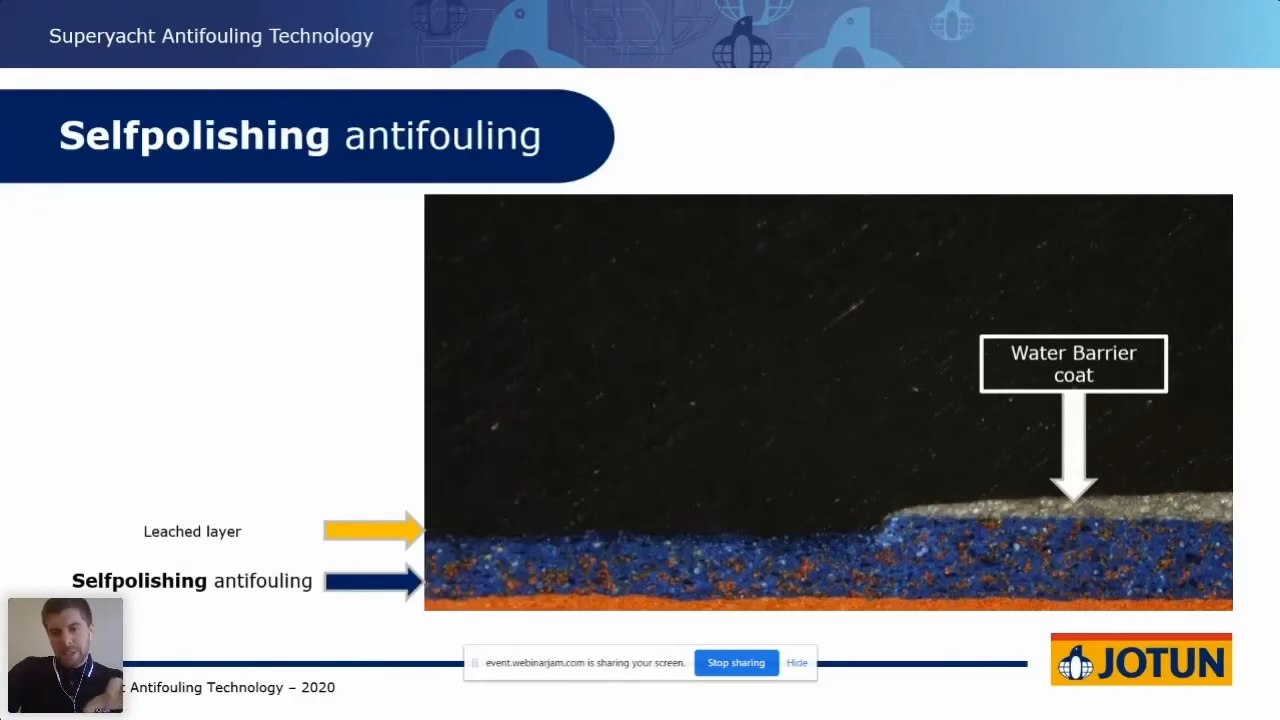 Superyacht Antifouling Technology
Selfpolishing antifouling
Water Barrier
coat
Leached layer
Selfpolishing antifouling
event.webinarjam.com is sharing your screen.
Stop sharing
Hide
JOTUN
Antifouling Technology – 2020